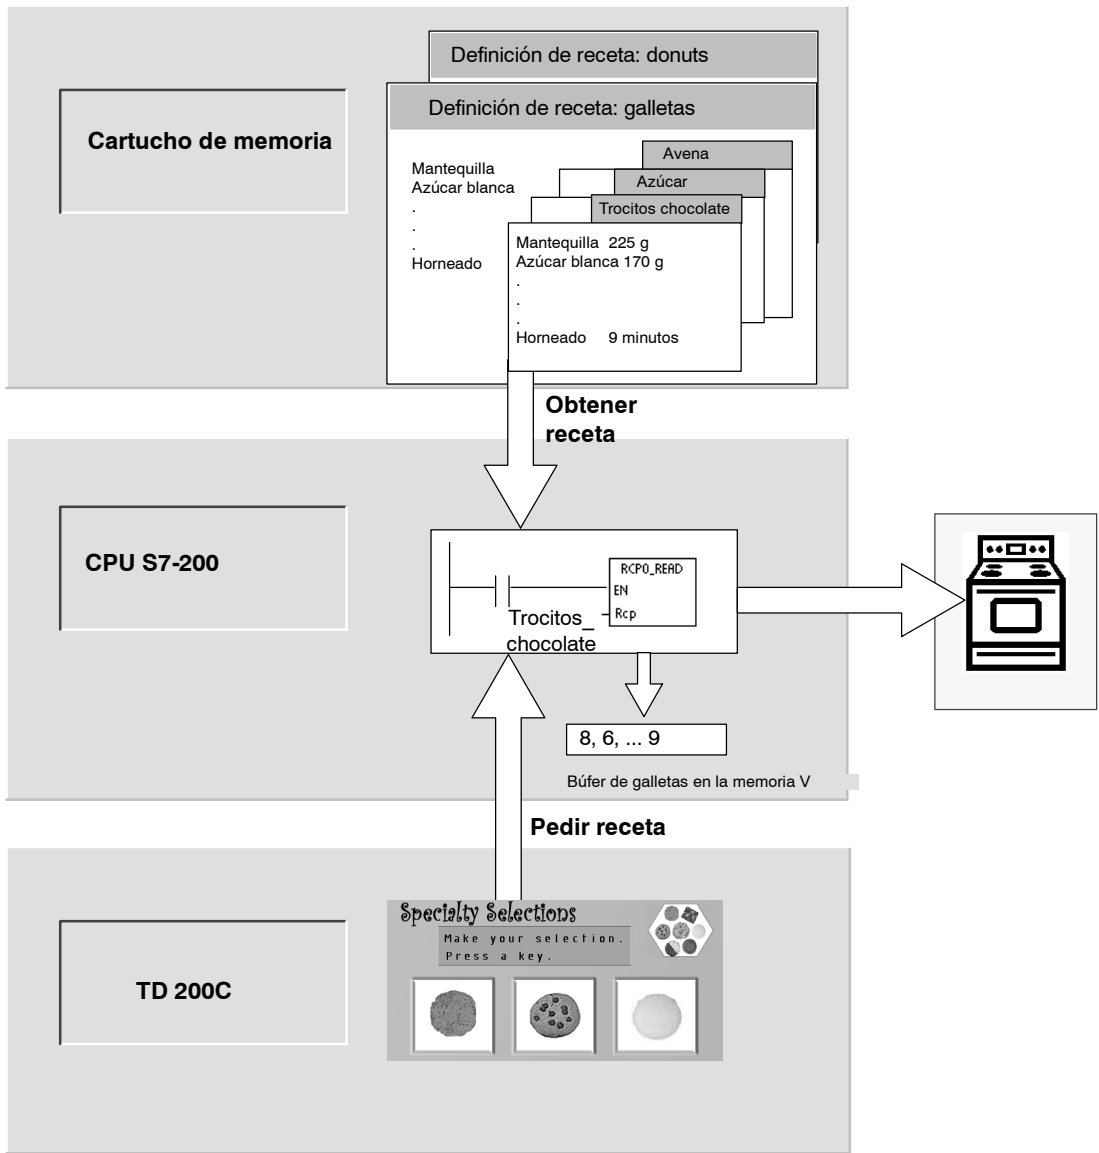 Definición de receta: donuts
Definición de receta: galletas
Cartucho de memoria
Mantequilla
Azúcar blanca
.
.
.
Horneado
Avena
Azúcar
Trocitos chocolate
Mantequilla 225 g
Azúcar blanca 170 g
.
.
.
Horneado 9 minutos
Obtener
receta
CPU S7-200
RCP0_READ
EN
Rcp
Trocitos_
chocolate
8, 6, ... 9
Búfer de galletas en la memoria V
Pedir receta
TD 200C
Specialty Selections
Make your selection.
Press a key.